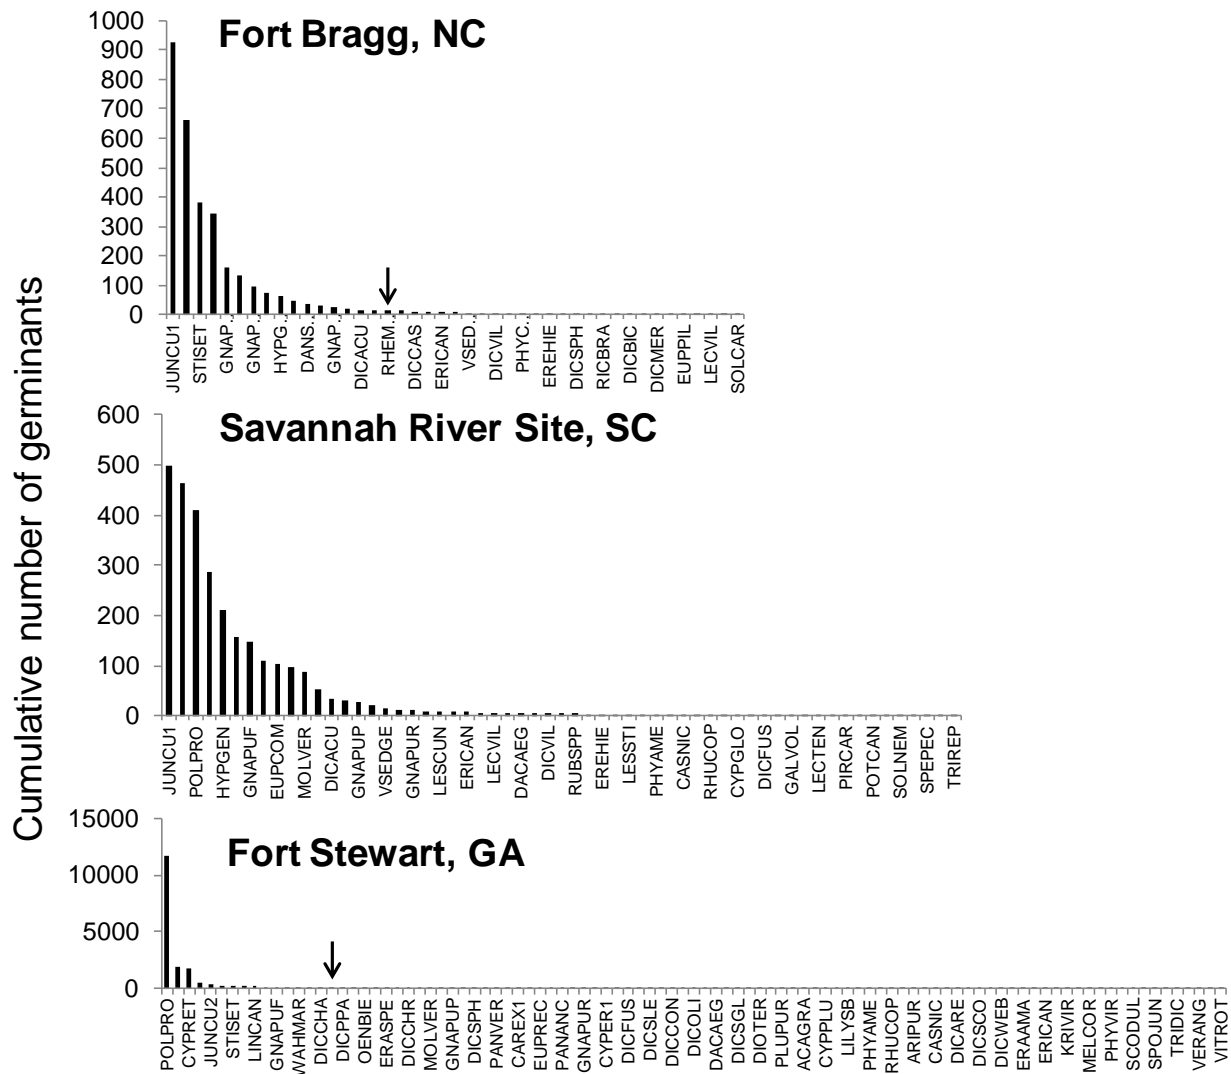 Cumulative number of germinants
Fort Bragg, NC
1000
900
800
700
600
500
400
300
200
100
0
JUNCU1
STISET
GNAP..
GNAP..
HYPG..
DANS..
GNAP..
DICACU
RHEM..
DICCAS
ERICAN
VSED..
DICVIL
PHYC..
EREHIE
DICSPH
RICBRA
DICBIC
DICMER
EUPPIL
LECVIL
SOLCAR
Savannah River Site, SC
600
500
400
300
200
100
0
JUNCU1
POLPRO
HYPGEN
GNAPUF
EUPCOM
MOLVER
DICACU
GNAPUP
VSEDGE
GNAPUR
LESCUN
ERICAN
LECVIL
DACAEG
DICVIL
RUBSPP
EREHIE
LESSTI
PHYAME
CASNIC
RHUCOP
CYPGLO
DICFUS
GALVOL
LECTEN
PIRCAR
POTCAN
SOLNEM
SPEPEC
TRIREP
Fort Stewart, GA
15000
10000
5000
0
POLPRO
CYPRET
JUNCU2
STISET
LINCAN
GNAPUF
WAHMAR
DICCHA
DICPPA
OENBIE
ERASPE
DICCHR
MOLVER
GNAPUP
DICSPH
PANVER
CAREX1
EUPREC
PANANC
GNAPUR
CYPER1
DICFUS
DICSLE
DICCON
DICOLI
DACAEG
DICSGL
DIOTER
PLUPUR
ACAGRA
CYPPLU
LILYSB
PHYAME
RHUCOP
ARIPUR
CASNIC
DICARE
DICSCO
DICWEB
ERAAMA
ERICAN
KRIVIR
MELCOR
PHYVIR
SCODUL
SPOJUN
TRIDIC
VERANG
VITROT